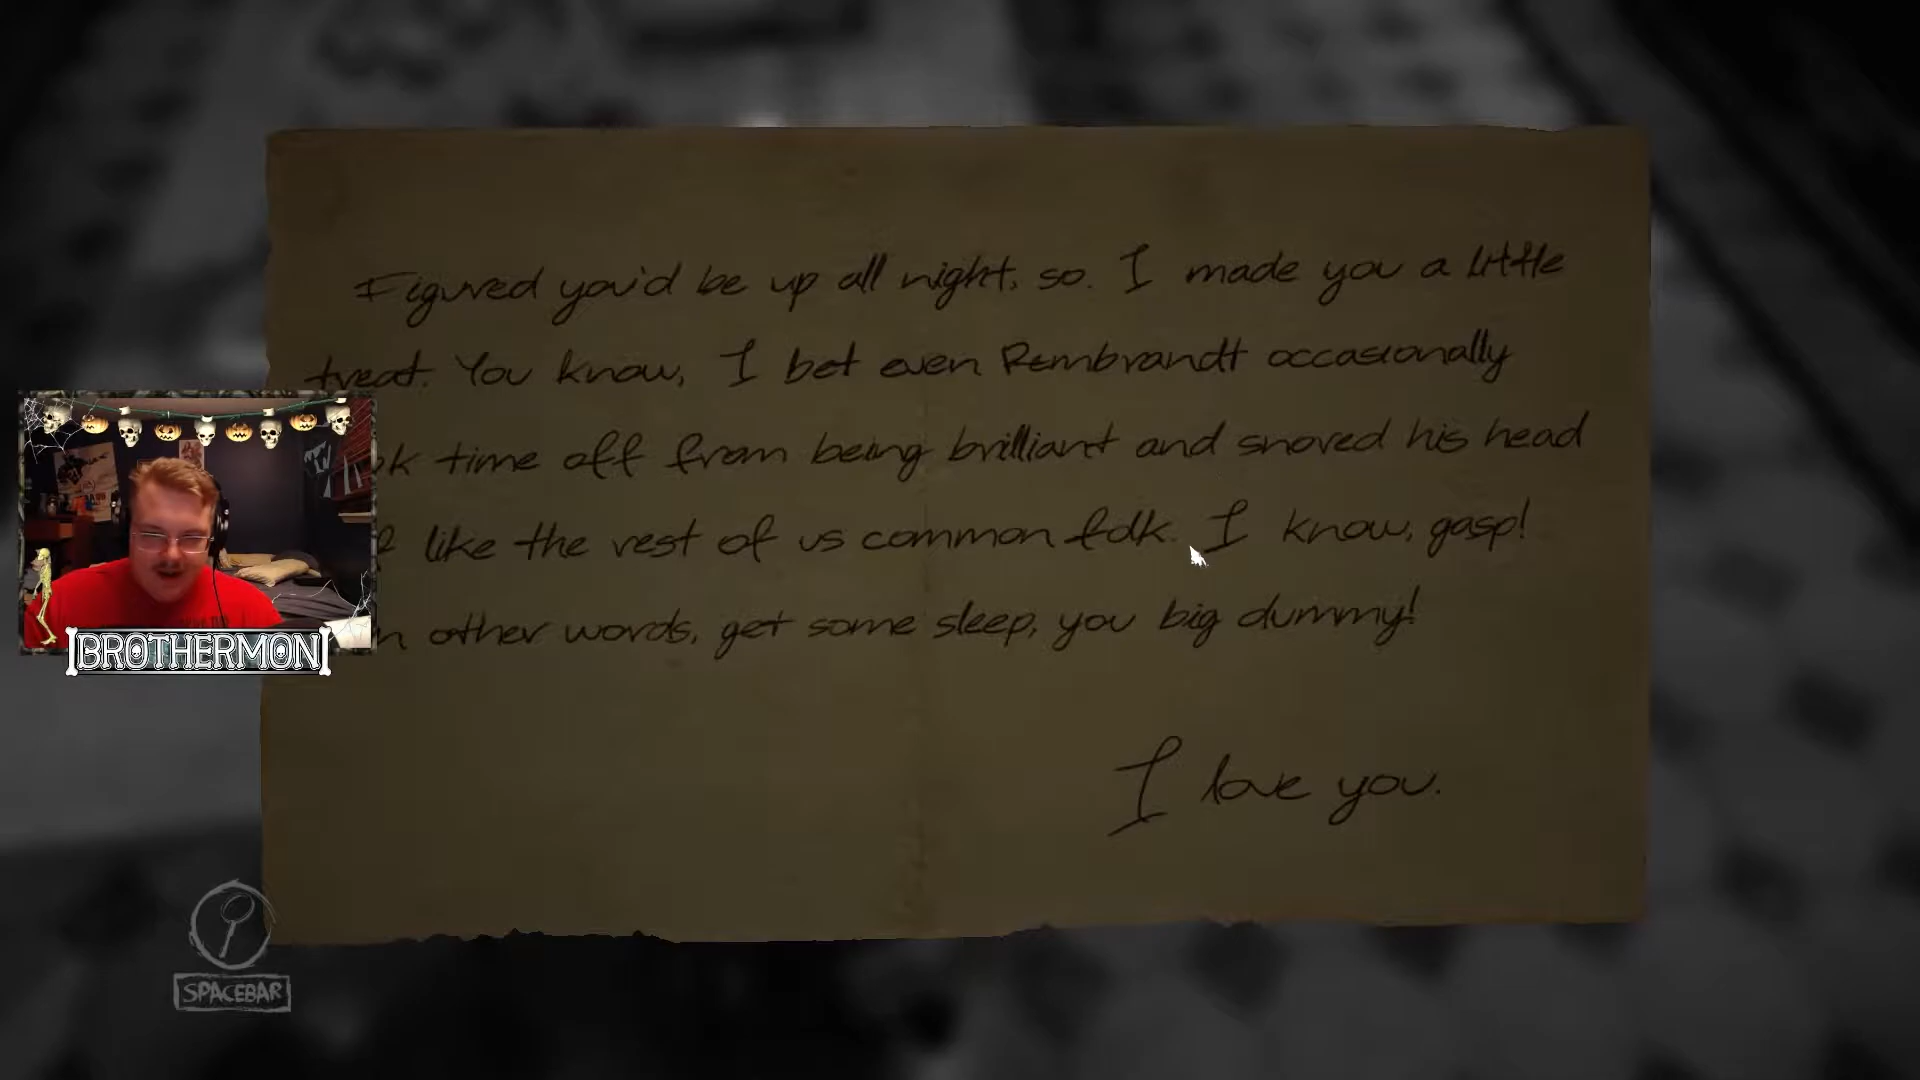 Figured you'd be up all night, so. I made you a little
treat. You know, I bet even Rembrandt occasionally
ok time off from being brilliant and snored his head
like the rest of us common folk. I know, gasp!
n other words, get some sleep, you big dummy!
I love you.
BROTHERMON
SPACEBAR